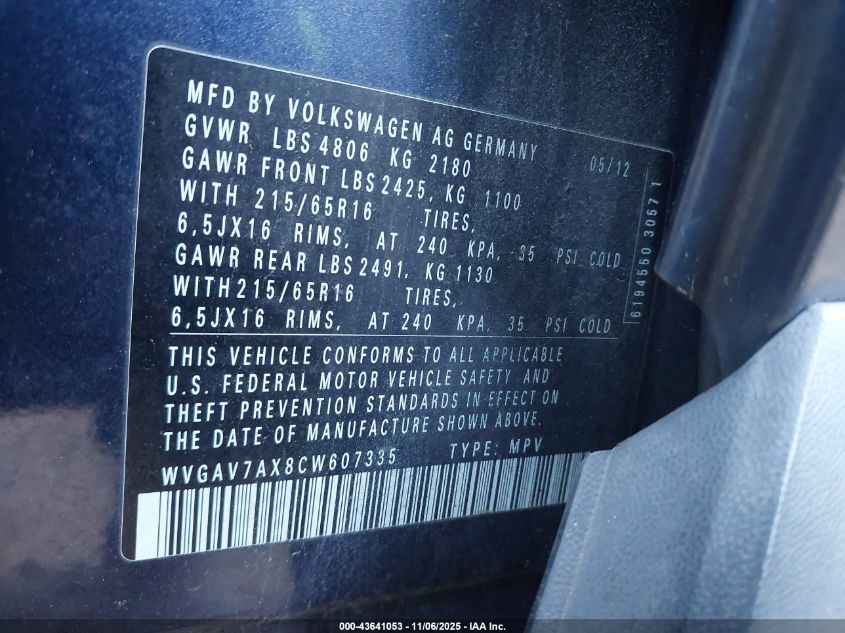 MFD BY VOLKSWAGEN AG GERMANY 05/12
GVWR LBS 4806 KG 2180
GAWR FRONT LBS 2425, KG 1100
WITH 215/65R16 TIRES,
6,5JX16 RIMS, AT 240 KPA, 35 PSI COLD
GAWR REAR LBS 2491, KG 1130
WITH 215/65R16 TIRES,
6,5JX16 RIMS, AT 240 KPA, 35 PSI COLD
THIS VEHICLE CONFORMS TO ALL APPLICABLE
U.S. FEDERAL MOTOR VEHICLE SAFETY AND
THEFT PREVENTION STANDARDS IN EFFECT ON
THE DATE OF MANUFACTURE SHOWN ABOVE.
WVGAV7AX8CW607335 TYPE: MPV
6194550 3057 1
000-43641053 - 11/06/2025 - IAA Inc.